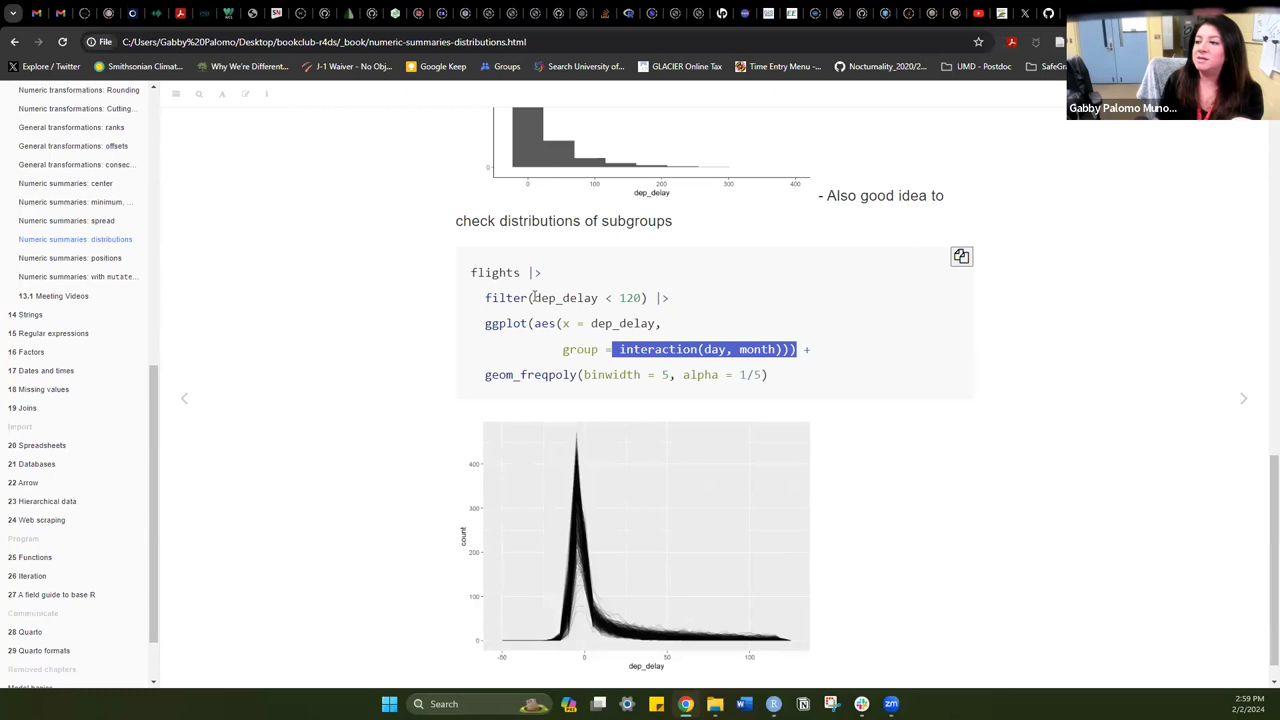 File
C:/Users/Gabby%20Palomo/Desktop/bookclub-r4ds/_book/numeric-summaries-distributions.html
Explore / Twitter
Smithsonian Climat...
Why We're Different...
J-1 Waiver - No Obj...
Google Keep
Search | University of...
GLACIER Online Tax
Time Entry Menu -...
Nocturnality_2020/2...
UMD - Postdoc
SafeGra
Gabby Palomo Muno...
Numeric transformations: Rounding
Numeric transformations: Cutting...
General transformations: ranks
General transformations: offsets
General transformations: consec...
Numeric summaries: center
Numeric summaries: minimum, ...
Numeric summaries: spread
Numeric summaries: distributions
Numeric summaries: positions
Numeric summaries: with mutate...
13.1 Meeting Videos
14 Strings
15 Regular expressions
16 Factors
17 Dates and times
18 Missing values
19 Joins
Import
20 Spreadsheets
21 Databases
22 Arrow
23 Hierarchical data
24 Web scraping
Program
25 Functions
26 Iteration
27 A field guide to base R
Communicate
28 Quarto
29 Quarto formats
Removed chapters
Model basics
0
0 100 200 300 400
dep_delay
- Also good idea to
check distributions of subgroups
flights |>
filter(dep_delay < 120) |>
ggplot(aes(x = dep_delay,
group = interaction(day, month))) +
geom_freqpoly(binwidth = 5, alpha = 1/5)
400
300
200
100
0
count
-50 0 50 100
dep_delay
Search
2:59 PM
2/2/2024